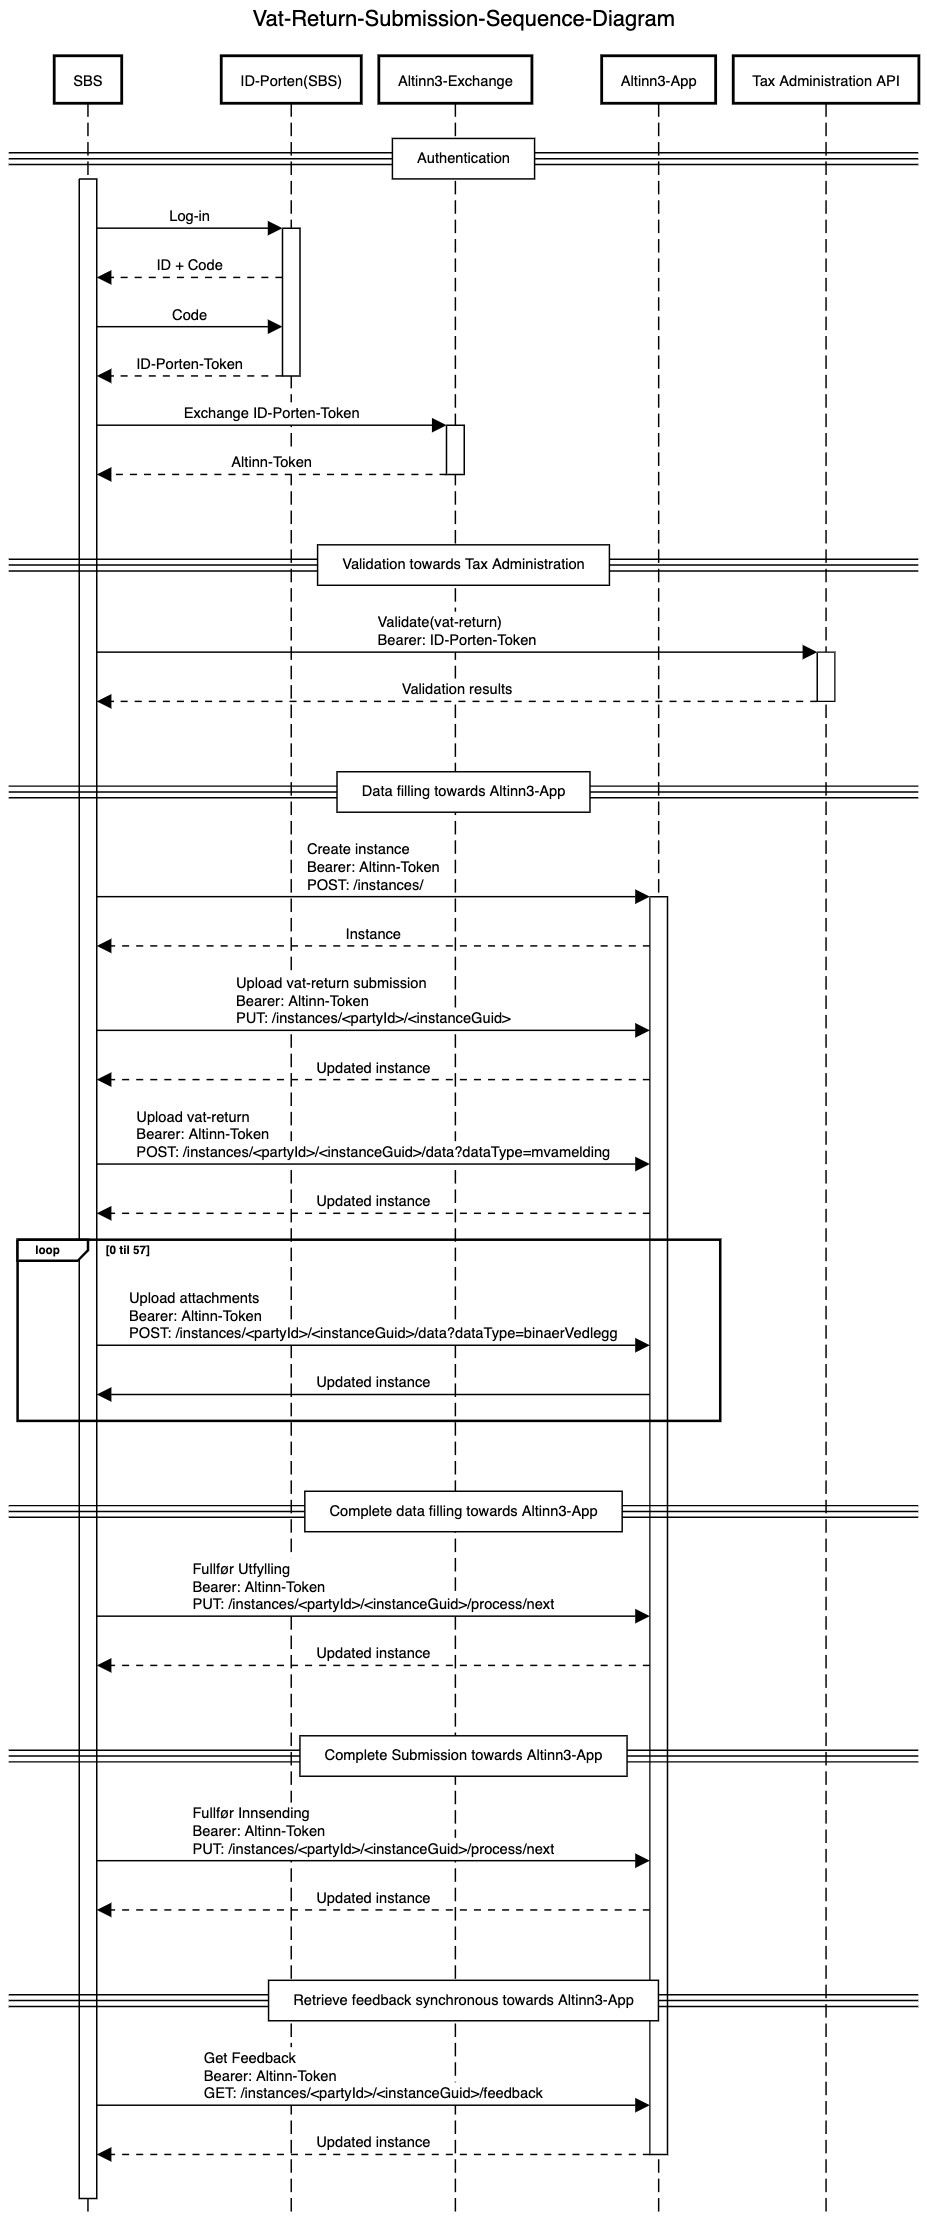 Vat-Return-Submission-Sequence-Diagram
SBS
ID-Porten(SBS)
Altinn3-Exchange
Altinn3-App
Tax Administration API
Authentication
Log-in
ID + Code
Code
ID-Porten-Token
Exchange ID-Porten-Token
Altinn-Token
Validation towards Tax Administration
Validate(vat-return)
Bearer: ID-Porten-Token
Validation results
Data filling towards Altinn3-App
Create instance
Bearer: Altinn-Token
POST: /instances/
Instance
Upload vat-return submission
Bearer: Altinn-Token
PUT: /instances/<partyId>/<instanceGuid>
Updated instance
Upload vat-return
Bearer: Altinn-Token
POST: /instances/<partyId>/<instanceGuid>/data?dataType=mvamelding
Updated instance
loop [0 til 57]
Upload attachments
Bearer: Altinn-Token
POST: /instances/<partyId>/<instanceGuid>/data?dataType=binaerVedlegg
Updated instance
Complete data filling towards Altinn3-App
Fullfør Utfylling
Bearer: Altinn-Token
PUT: /instances/<partyId>/<instanceGuid>/process/next
Updated instance
Complete Submission towards Altinn3-App
Fullfør Innsending
Bearer: Altinn-Token
PUT: /instances/<partyId>/<instanceGuid>/process/next
Updated instance
Retrieve feedback synchronous towards Altinn3-App
Get Feedback
Bearer: Altinn-Token
GET: /instances/<partyId>/<instanceGuid>/feedback
Updated instance